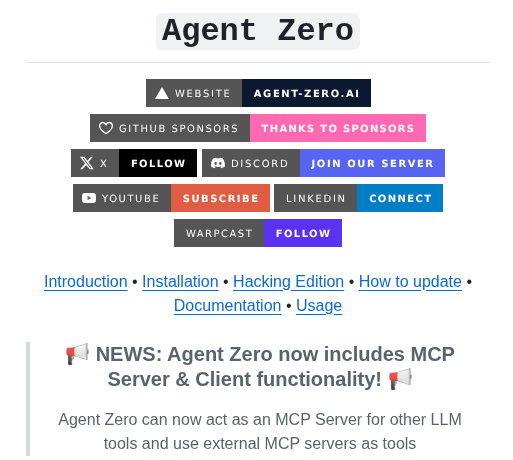 Agent Zero
WEBSITE AGENT-ZERO.AI
GITHUB SPONSORS THANKS TO SPONSORS
X FOLLOW DISCORD JOIN OUR SERVER
YOUTUBE SUBSCRIBE LINKEDIN CONNECT
WARPCAST FOLLOW
Introduction • Installation • Hacking Edition • How to update •
Documentation • Usage
📢 NEWS: Agent Zero now includes MCP
Server & Client functionality! 📢
Agent Zero can now act as an MCP Server for other LLM
tools and use external MCP servers as tools